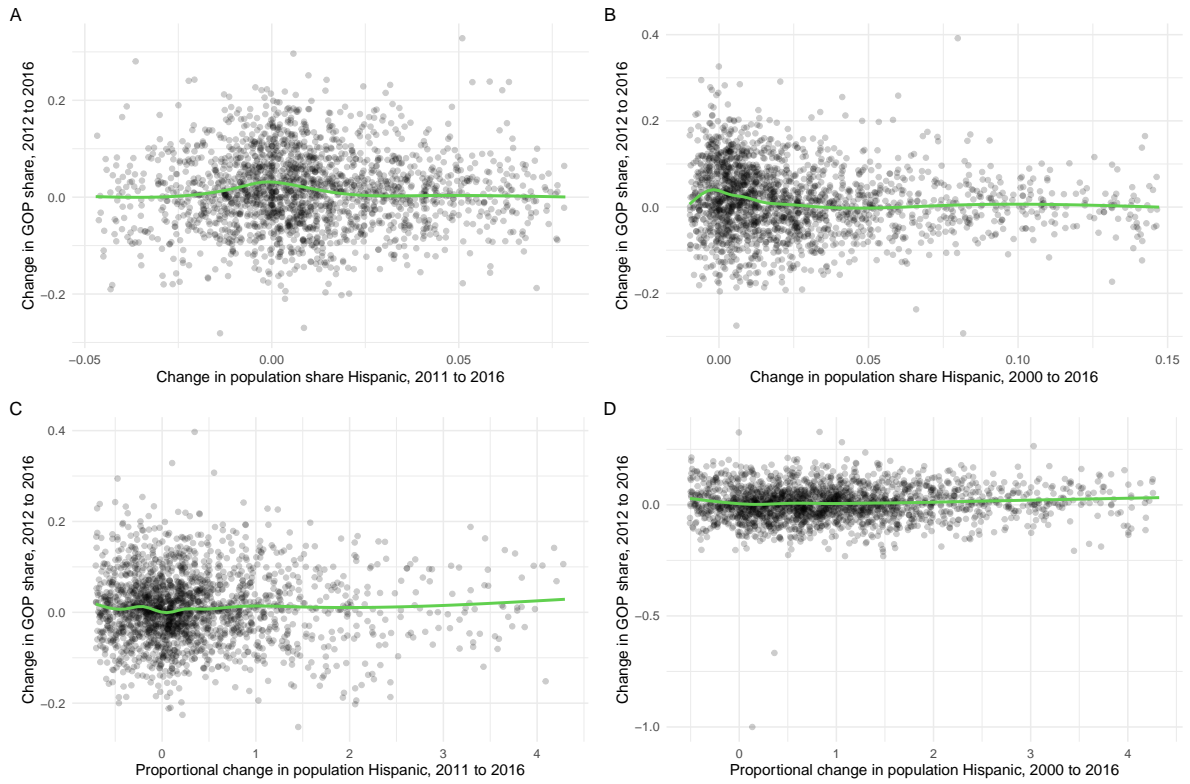 A
Change in GOP share, 2012 to 2016
0.2
0.0
−0.2
−0.05
0.00
0.05
Change in population share Hispanic, 2011 to 2016
B
Change in GOP share, 2012 to 2016
0.4
0.2
0.0
−0.2
0.00
0.05
0.10
0.15
Change in population share Hispanic, 2000 to 2016
C
Change in GOP share, 2012 to 2016
0.4
0.2
0.0
−0.2
0
1
2
3
4
Proportional change in population Hispanic, 2011 to 2016
D
Change in GOP share, 2012 to 2016
0.0
−0.5
−1.0
0
1
2
3
4
Proportional change in population Hispanic, 2000 to 2016